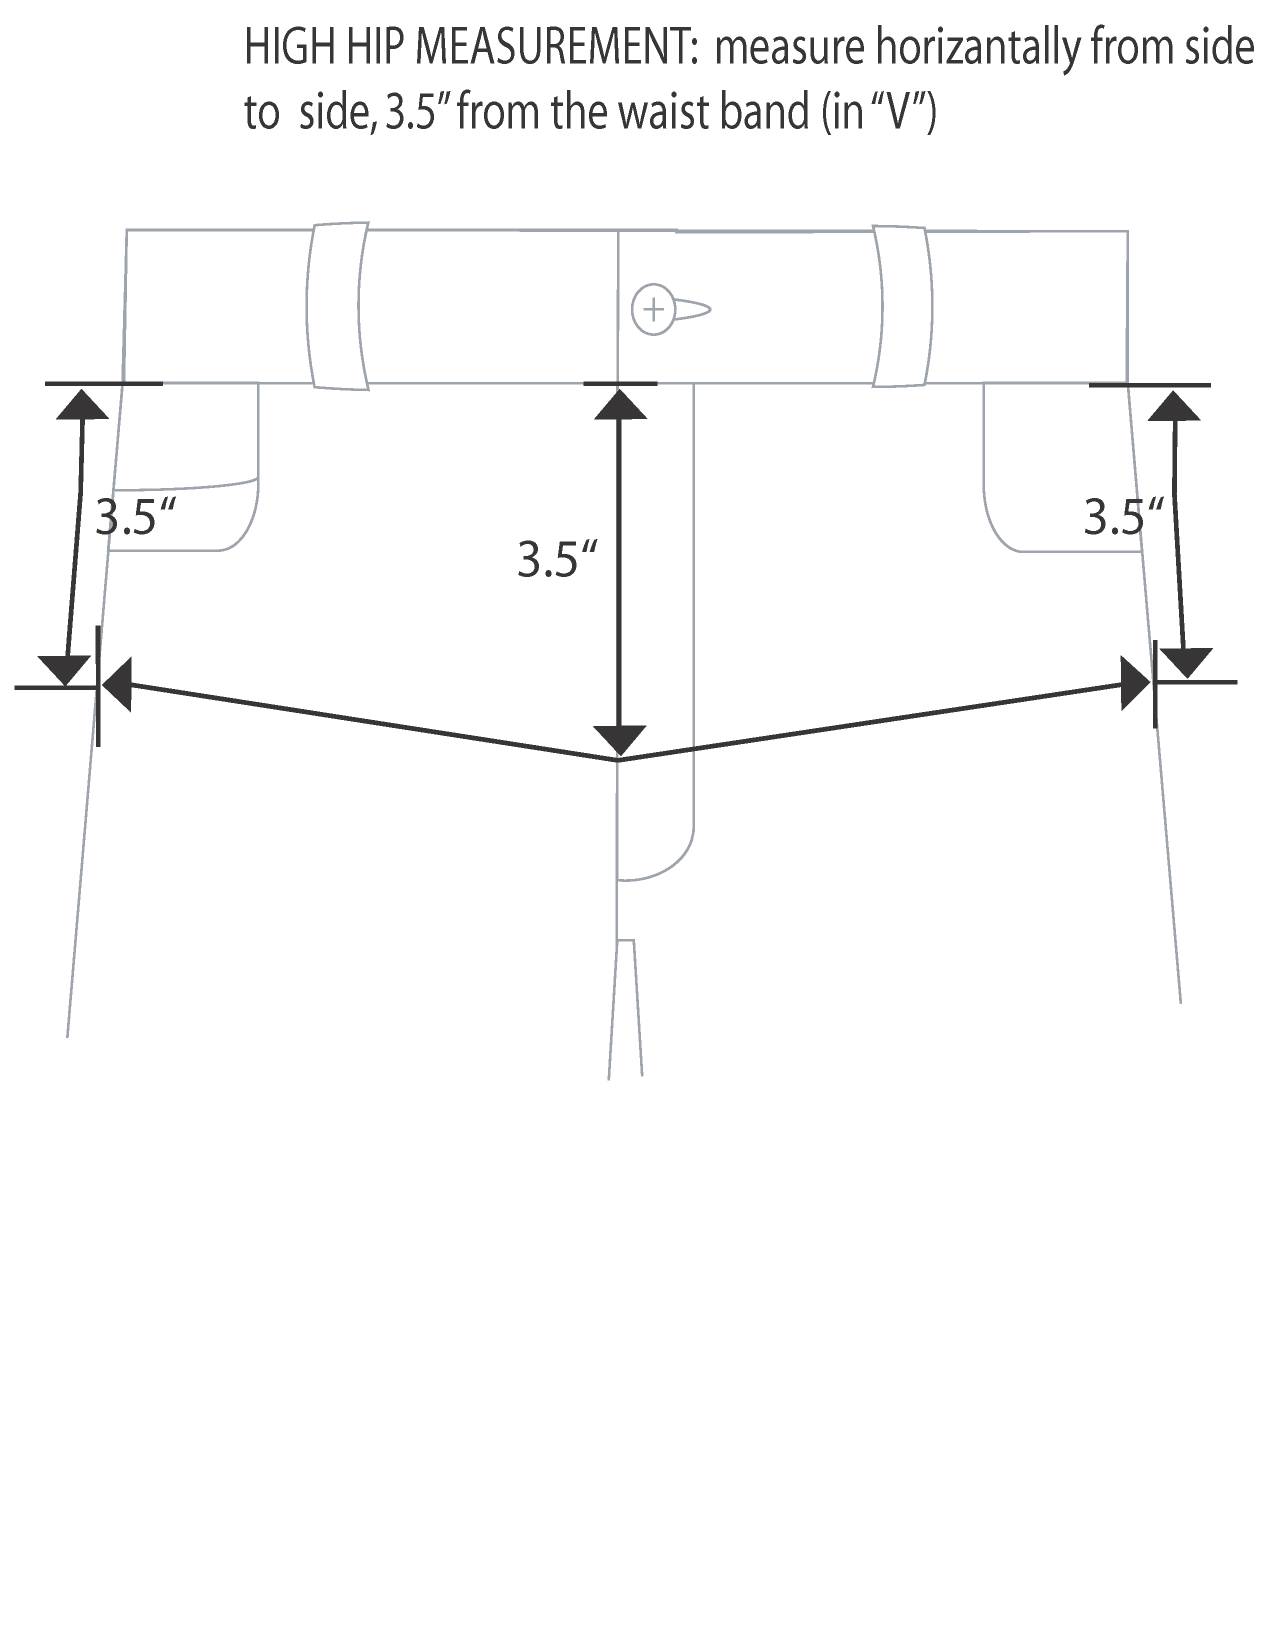 HIGH HIP MEASUREMENT:  measure horizantally from side
to  side, 3.5” from the waist band (in “V”)
3.5“
3.5“
3.5“